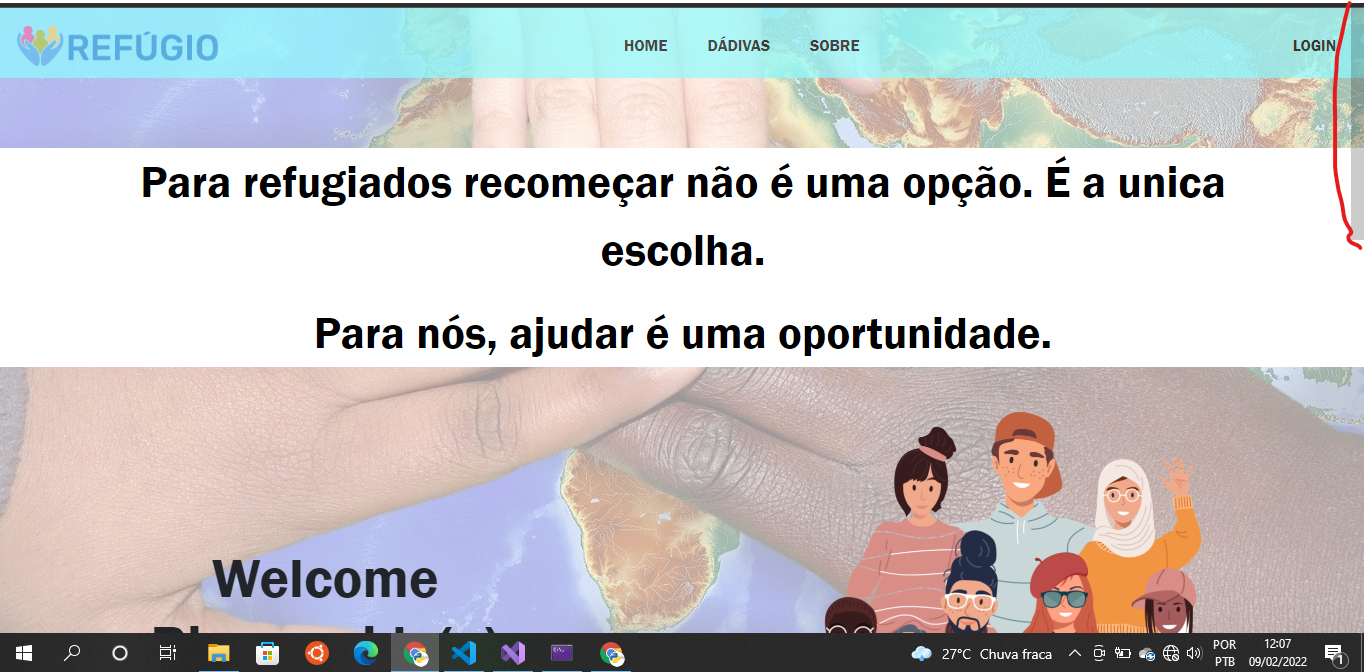 REFÚGIO
HOME DÁDIVAS SOBRE LOGIN
Para refugiados recomeçar não é uma opção. É a unica
escolha.
Para nós, ajudar é uma oportunidade.
Welcome
27°C Chuva fraca
POR
PTB
12:07
09/02/2022
1